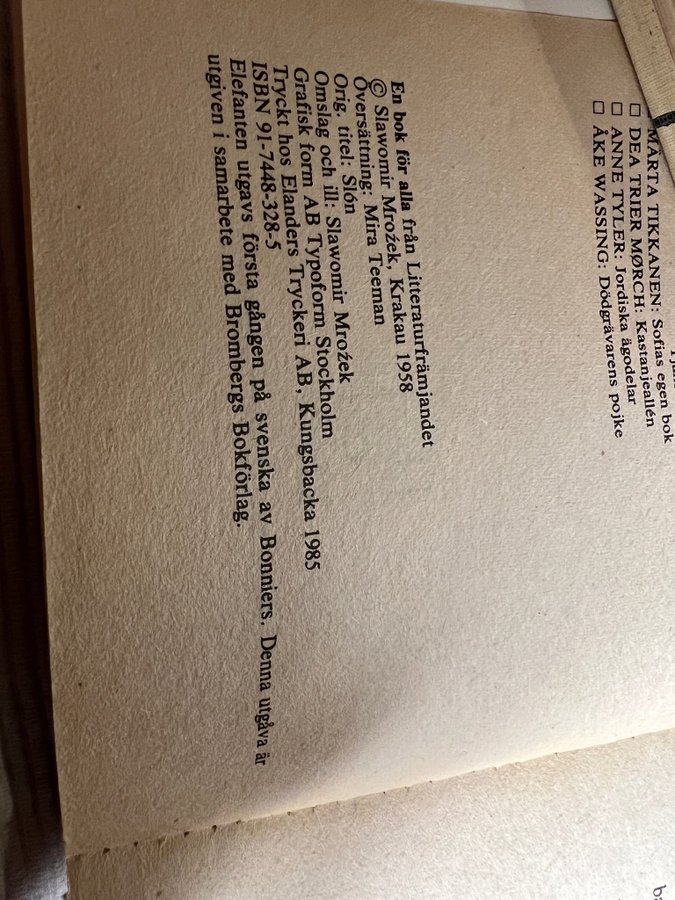 MÄRTA TIKKANEN: Sofias egen bok
□ DEA TRIER MØRCH: Kastanjeallén
□ ANNE TYLER: Jordiska ägodelar
□ ÅKE WASSING: Dödgrävarens pojke
En bok för alla från Litteraturfrämjandet
© Slawomir Mrożek, Krakau 1958
Översättning: Mira Teeman
Orig. titel: Slón
Omslag och ill: Slawomir Mrożek
Grafisk form AB Typoform Stockholm
Tryckt hos Elanders Tryckeri AB, Kungsbacka 1985
ISBN 91-7448-328-5
Elefanten utgavs första gången på svenska av Bonniers. Denna utgåva är
utgiven i samarbete med Brombergs Bokförlag.